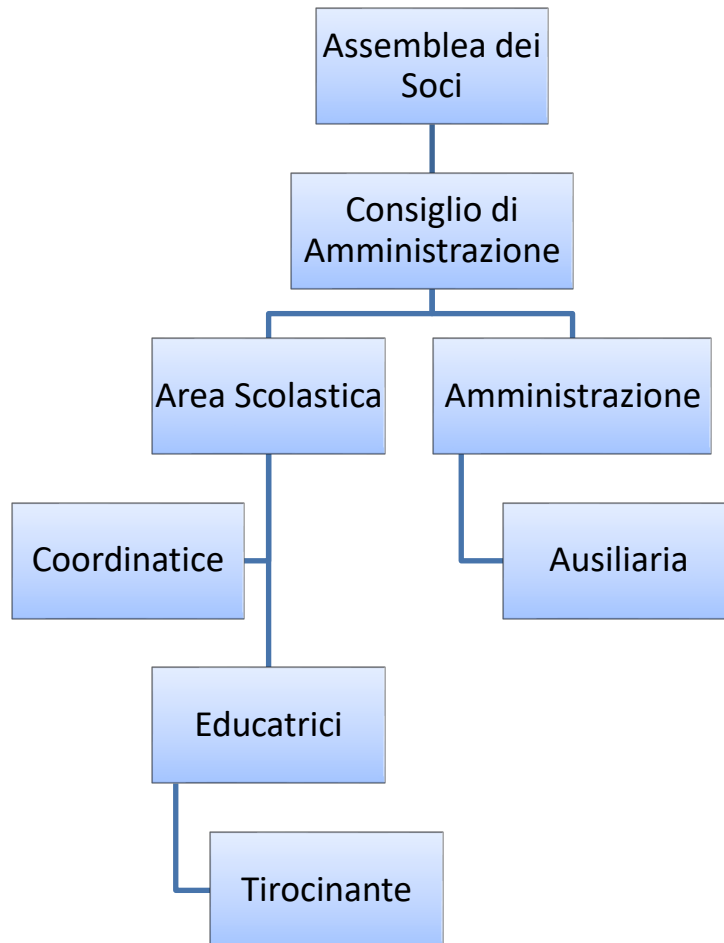 Assemblea dei
Soci
Consiglio di
Amministrazione
Area Scolastica
Amministrazione
Coordinatice
Ausiliaria
Educatrici
Tirocinante